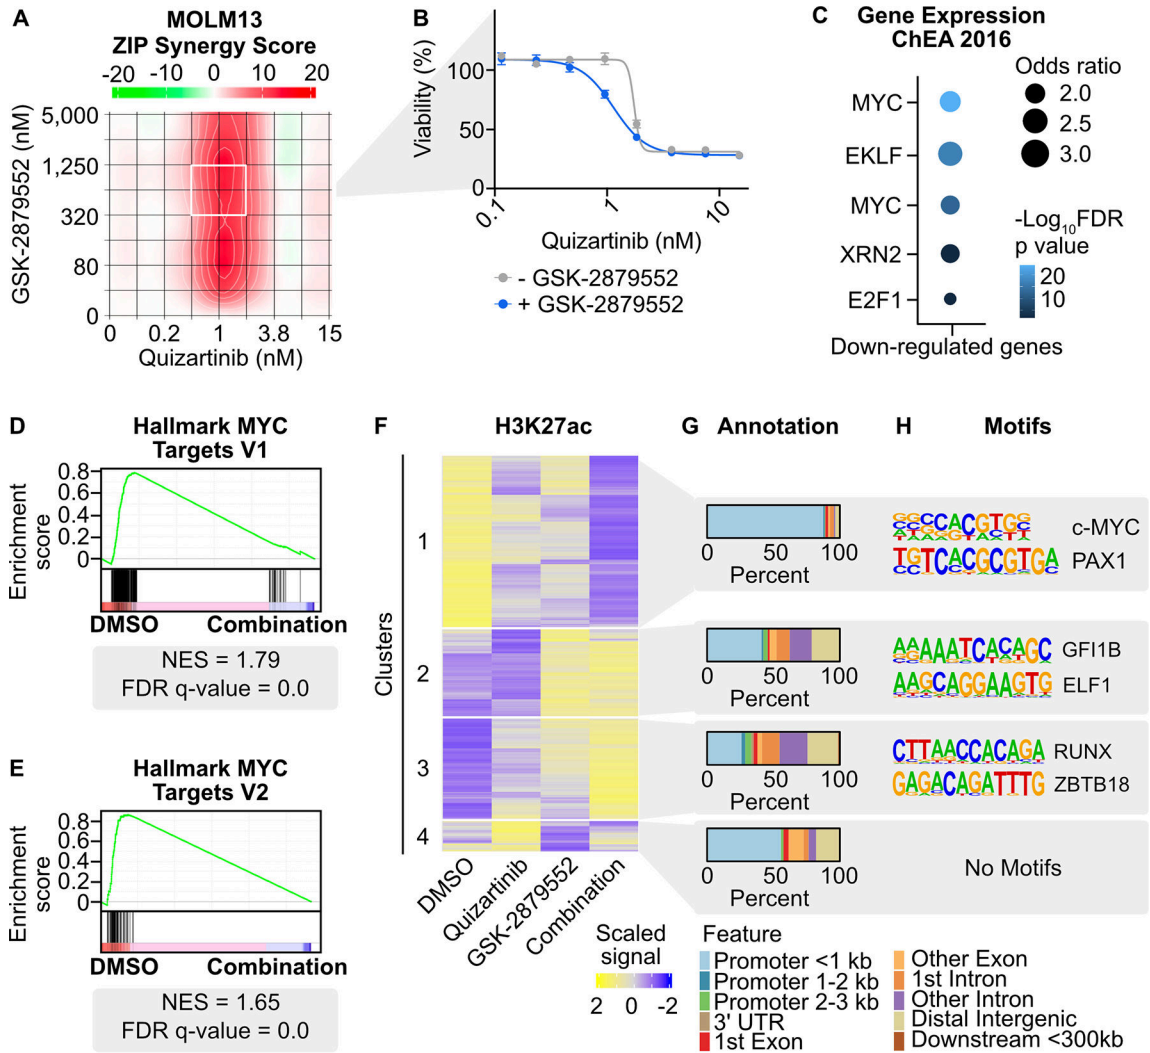 A
MOLM13
ZIP Synergy Score
-20 -10 0 10 20
GSK-2879552 (nM)
5,000
1,250
320
80
0
0 0.2 1 3.8 15
Quizartinib (nM)
B
Viability (%)
100
50
0
0.1 1 10
Quizartinib (nM)
- GSK-2879552
+ GSK-2879552
C
Gene Expression
ChEA 2016
MYC
EKLF
MYC
XRN2
E2F1
Down-regulated genes
Odds ratio
2.0
2.5
3.0
-Log10FDR
p value
20
10
D
Hallmark MYC
Targets V1
Enrichment
score
0.8
0.6
0.4
0.2
0
DMSO Combination
NES = 1.79
FDR q-value = 0.0
E
Hallmark MYC
Targets V2
Enrichment
score
0.8
0.6
0.4
0.2
0
DMSO Combination
NES = 1.65
FDR q-value = 0.0
F
H3K27ac
Clusters
1
2
3
4
DMSO
Quizartinib
GSK-2879552
Combination
Scaled
signal
2 0 -2
G
Annotation
0 50 100
Percent
0 50 100
Percent
0 50 100
Percent
0 50 100
Percent
Feature
Promoter <1 kb
Promoter 1-2 kb
Promoter 2-3 kb
3' UTR
1st Exon
Other Exon
1st Intron
Other Intron
Distal Intergenic
Downstream <300kb
H
Motifs
c-MYC
TGTCACGCGTGA PAX1
GFI1B
AAGCAGGAAGTG ELF1
CTTAACCACAGA RUNX
GAGACAGATTTG ZBTB18
No Motifs